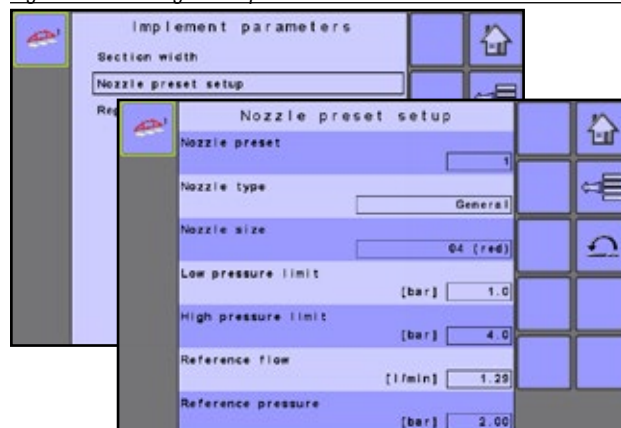 Implement parameters
Section width
Nozzle preset setup
Nozzle preset setup
Nozzle preset
1
Nozzle type
General
Nozzle size
04 (red)
Low pressure limit
[bar] 1.0
High pressure limit
[bar] 4.0
Reference flow
[l/min] 1.29
Reference pressure
[bar] 2.00